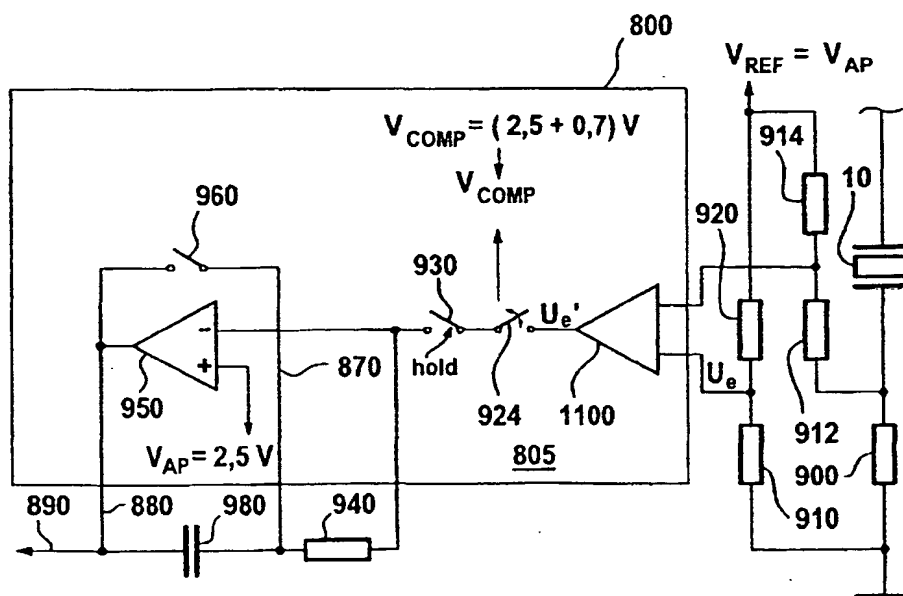 800
V_REF = V_AP
V_COMP = (2,5 + 0,7) V
V_COMP
914
10
960
930
920
U_e'
hold
-
+
950
870
924
1100
U_e
912
V_AP = 2,5 V
805
900
890
880
980
940
910